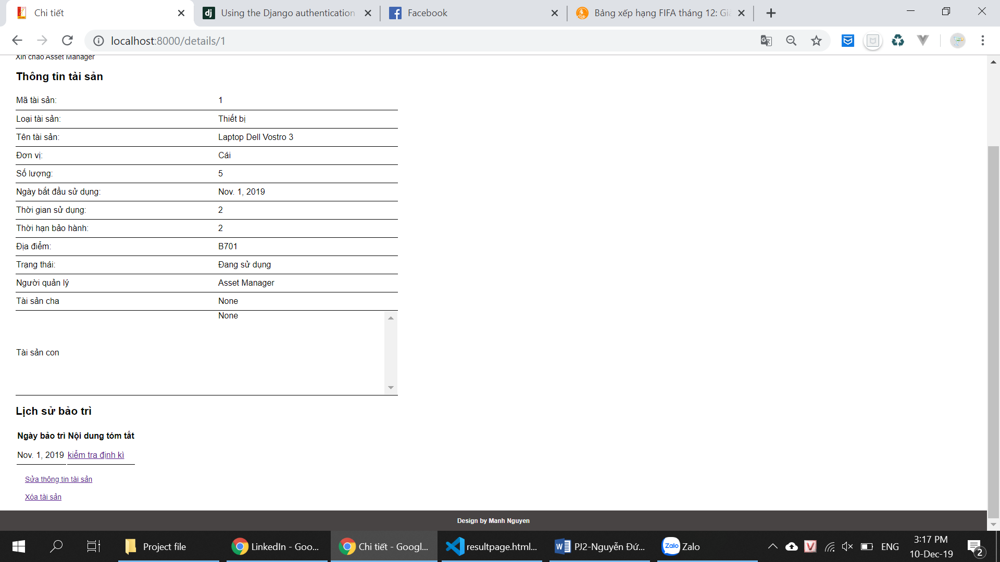 Chi tiết
Using the Django authentication
Facebook
Bảng xếp hạng FIFA tháng 12: Giả
localhost:8000/details/1
Xin chào Asset Manager
Thông tin tài sản
Mã tài sản: 1
Loại tài sản: Thiết bị
Tên tài sản: Laptop Dell Vostro 3
Đơn vị: Cái
Số lượng: 5
Ngày bắt đầu sử dụng: Nov. 1, 2019
Thời gian sử dụng: 2
Thời hạn bảo hành: 2
Địa điểm: B701
Trạng thái: Đang sử dụng
Người quản lý Asset Manager
Tài sản cha None
Tài sản con None
Lịch sử bảo trì
Ngày bảo trì Nội dung tóm tắt
Nov. 1, 2019 kiểm tra định kì
Sửa thông tin tài sản
Xóa tài sản
Design by Manh Nguyen
Project file
LinkedIn - Goo...
Chi tiết - Googl...
resultpage.html...
PJ2-Nguyễn Đứ...
Zalo Zalo
ENG
3:17 PM
10-Dec-19
2